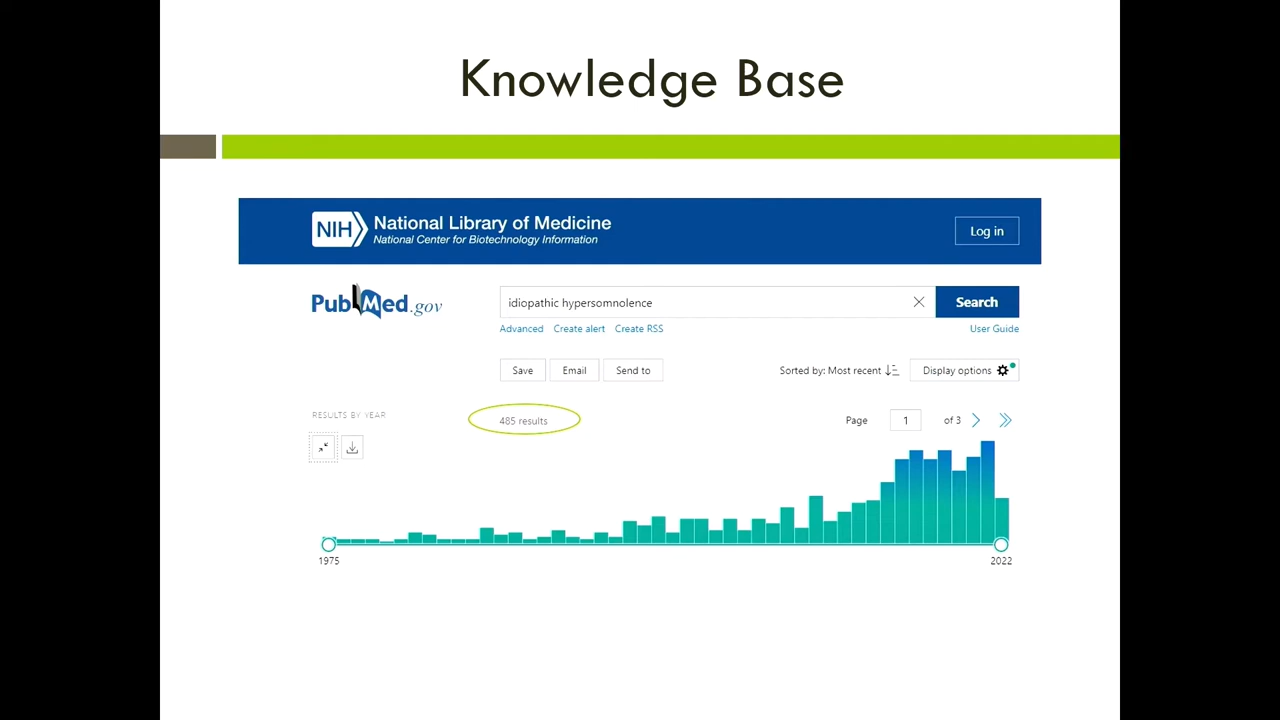 Knowledge Base
NIH National Library of Medicine
National Center for Biotechnology Information
Log in
PubMed.gov
idiopathic hypersomnolence
Search
Advanced Create alert Create RSS
User Guide
Save Email Send to
Sorted by: Most recent
Display options
RESULTS BY YEAR
485 results
Page 1 of 3
1975
2022